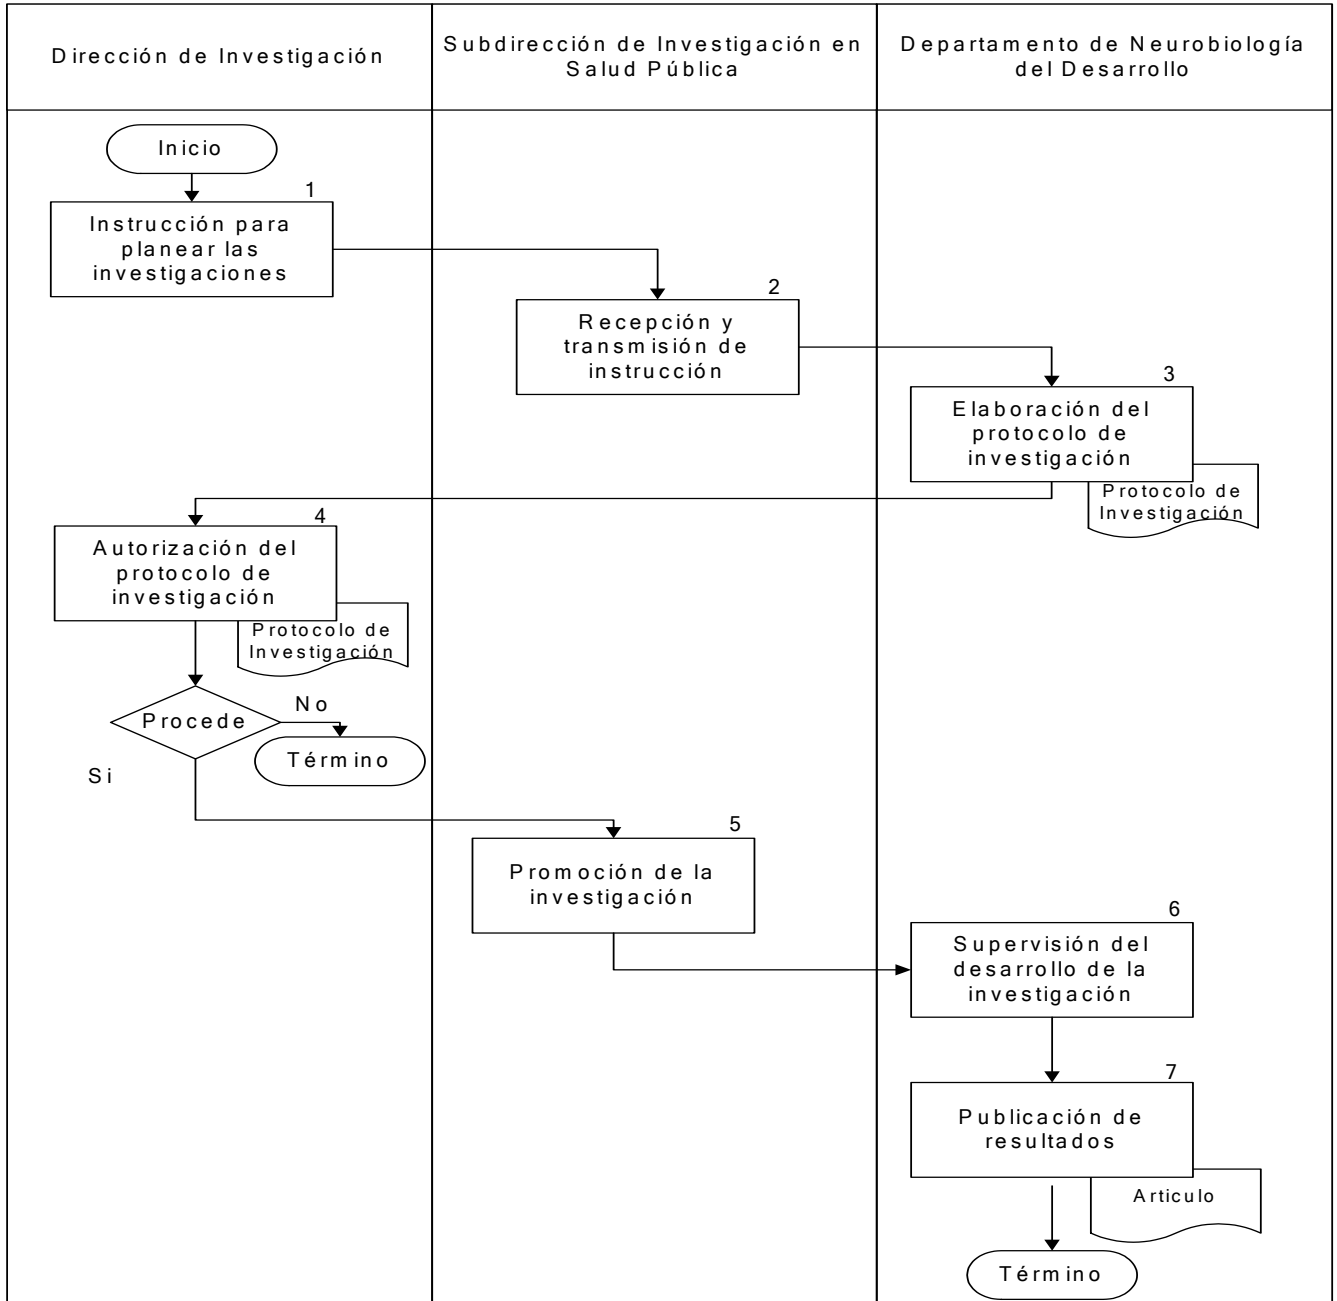 Dirección de Investigación
Subdirección de Investigación en
Salud Pública
Departamento de Neurobiología
del Desarrollo
Inicio
1
Instrucción para
planear las
investigaciones
2
Recepción y
transmisión de
instrucción
3
Elaboración del
protocolo de
investigación
Protocolo de
Investigación
4
Autorización del
protocolo de
investigación
Protocolo de
Investigación
Procede
No
Término
Si
5
Promoción de la
investigación
6
Supervisión del
desarrollo de la
investigación
7
Publicación de
resultados
Articulo
Término